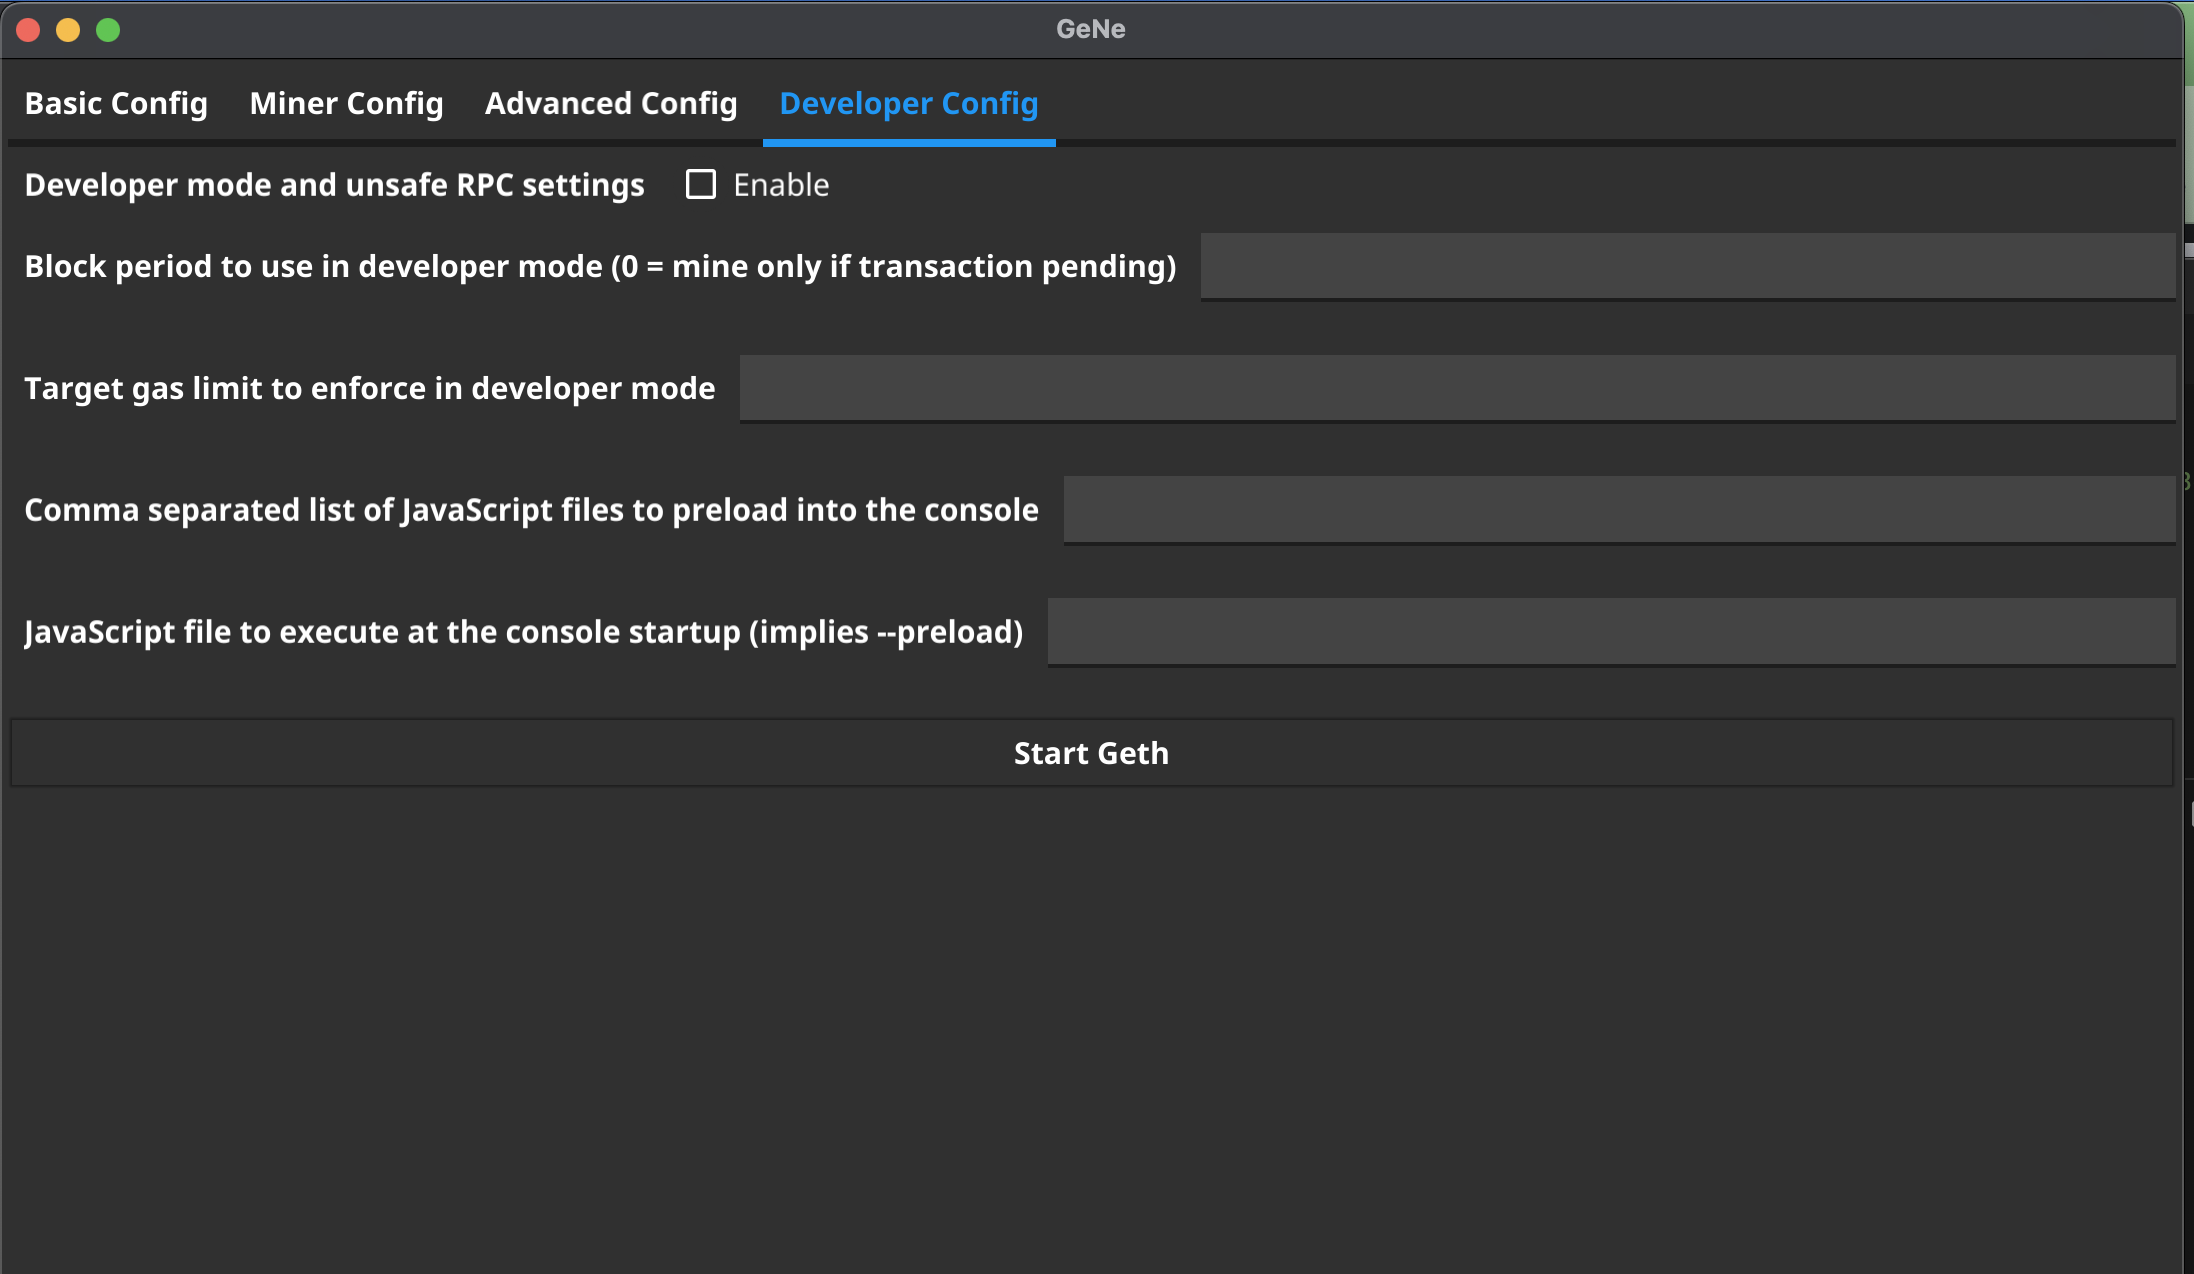 GeNe
Basic Config Miner Config Advanced Config Developer Config
Developer mode and unsafe RPC settings Enable
Block period to use in developer mode (0 = mine only if transaction pending)
Target gas limit to enforce in developer mode
Comma separated list of JavaScript files to preload into the console
JavaScript file to execute at the console startup (implies --preload)
Start Geth